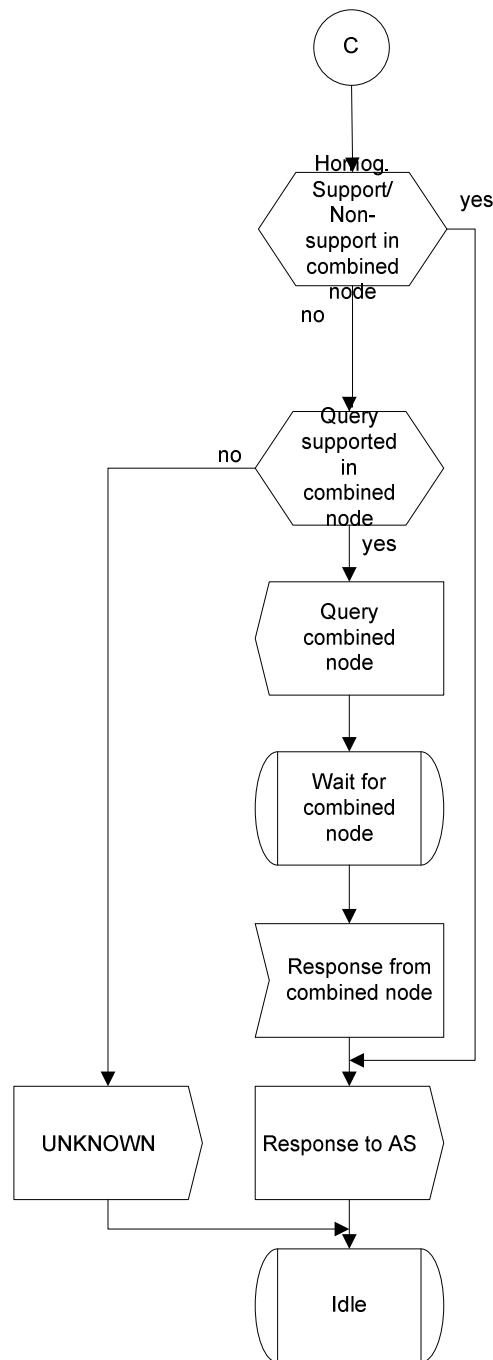 C
Homog.
Support/
Non-
support in
combined
node
yes
no
Query
supported
in
combined
node
no
yes
Query
combined
node
Wait for
combined
node
Response from
combined node
UNKNOWN
Response to AS
Idle